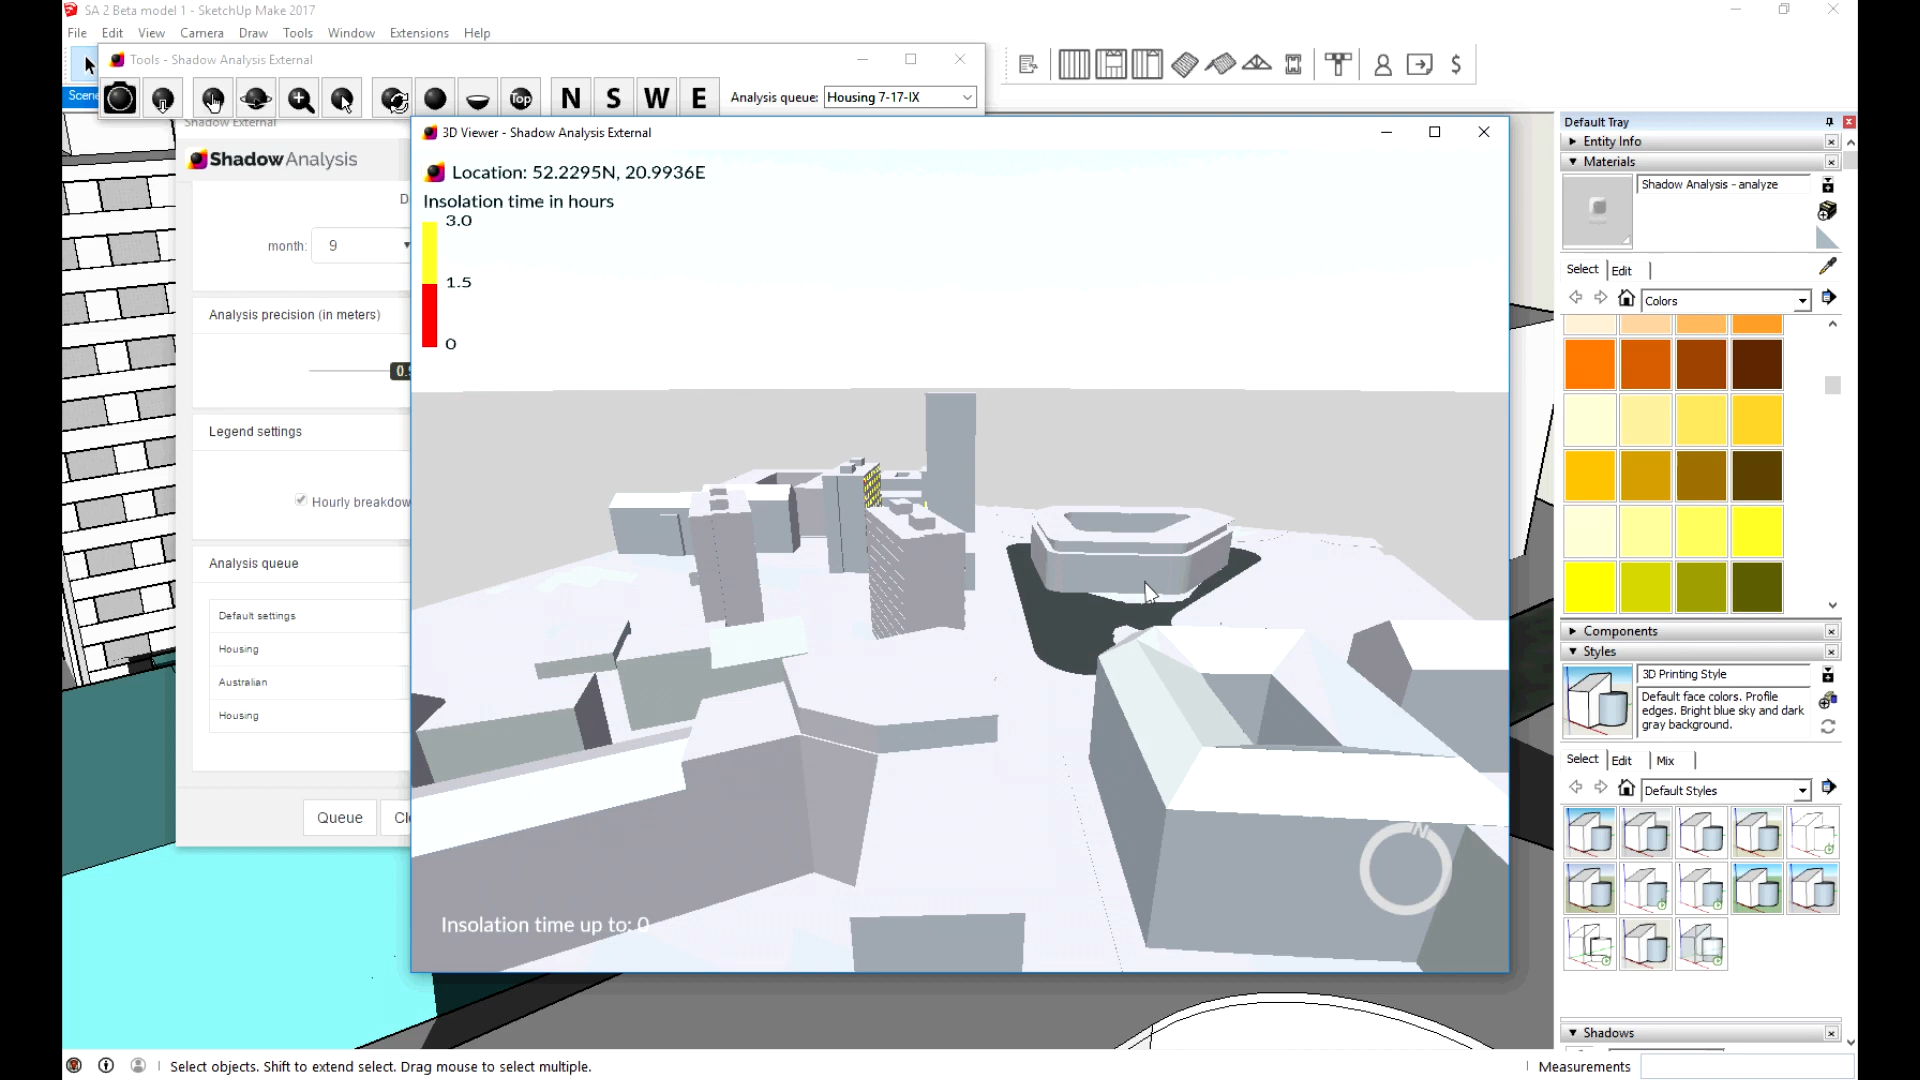 SA 2 Beta model 1 - SketchUp Make 2017
File Edit View Camera Draw Tools Window Extensions Help
Tools - Shadow Analysis External
Scene
Top N S W E Analysis queue: Housing 7-17-IX
$
Shadow External
3D Viewer - Shadow Analysis External
ShadowAnalysis
Location: 52.2295N, 20.9936E
D
Insolation time in hours
3.0
1.5
0
month: 9
Analysis precision (in meters)
0.
Legend settings
Hourly breakdow
Analysis queue
Default settings
Housing
Australian
Housing
Queue
N
Insolation time up to: 0
Default Tray
Entity Info
Materials
Shadow Analysis - analyze
Select Edit
Colors
Components
Styles
3D Printing Style
Default face colors. Profile
edges. Bright blue sky and dark
gray background.
Select Edit Mix
Default Styles
Shadows
Select objects. Shift to extend select. Drag mouse to select multiple.
Measurements